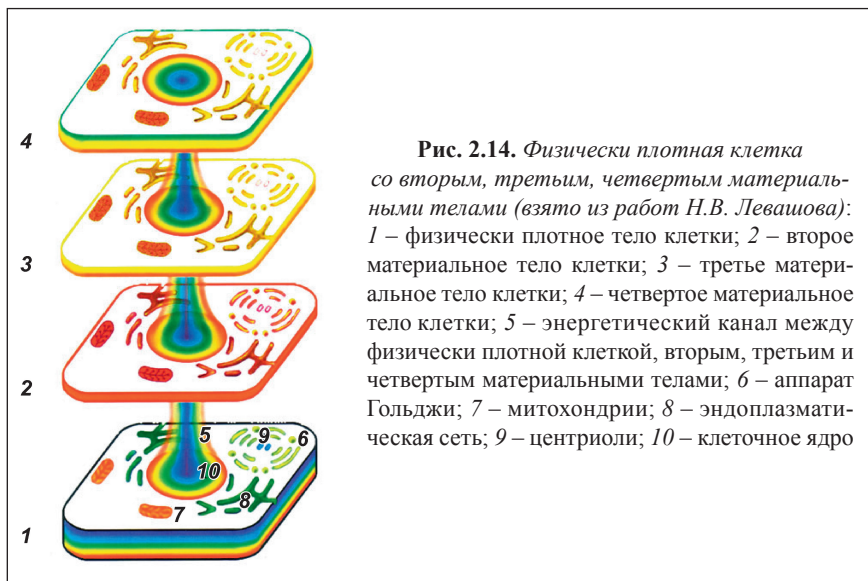 4
3
2
1
5
9
6
10
8
7
Рис. 2.14. Физически плотная клетка
со вторым, третьим, четвертым материаль-
ными телами (взято из работ Н.В. Левашова):
1 – физически плотное тело клетки; 2 – второе
материальное тело клетки; 3 – третье матери-
альное тело клетки; 4 – четвертое материальное
тело клетки; 5 – энергетический канал между
физически плотной клеткой, вторым, третьим и
четвертым материальными телами; 6 – аппарат
Гольджи; 7 – митохондрии; 8 – эндоплазмати-
ческая сеть; 9 – центриоли; 10 – клеточное ядро